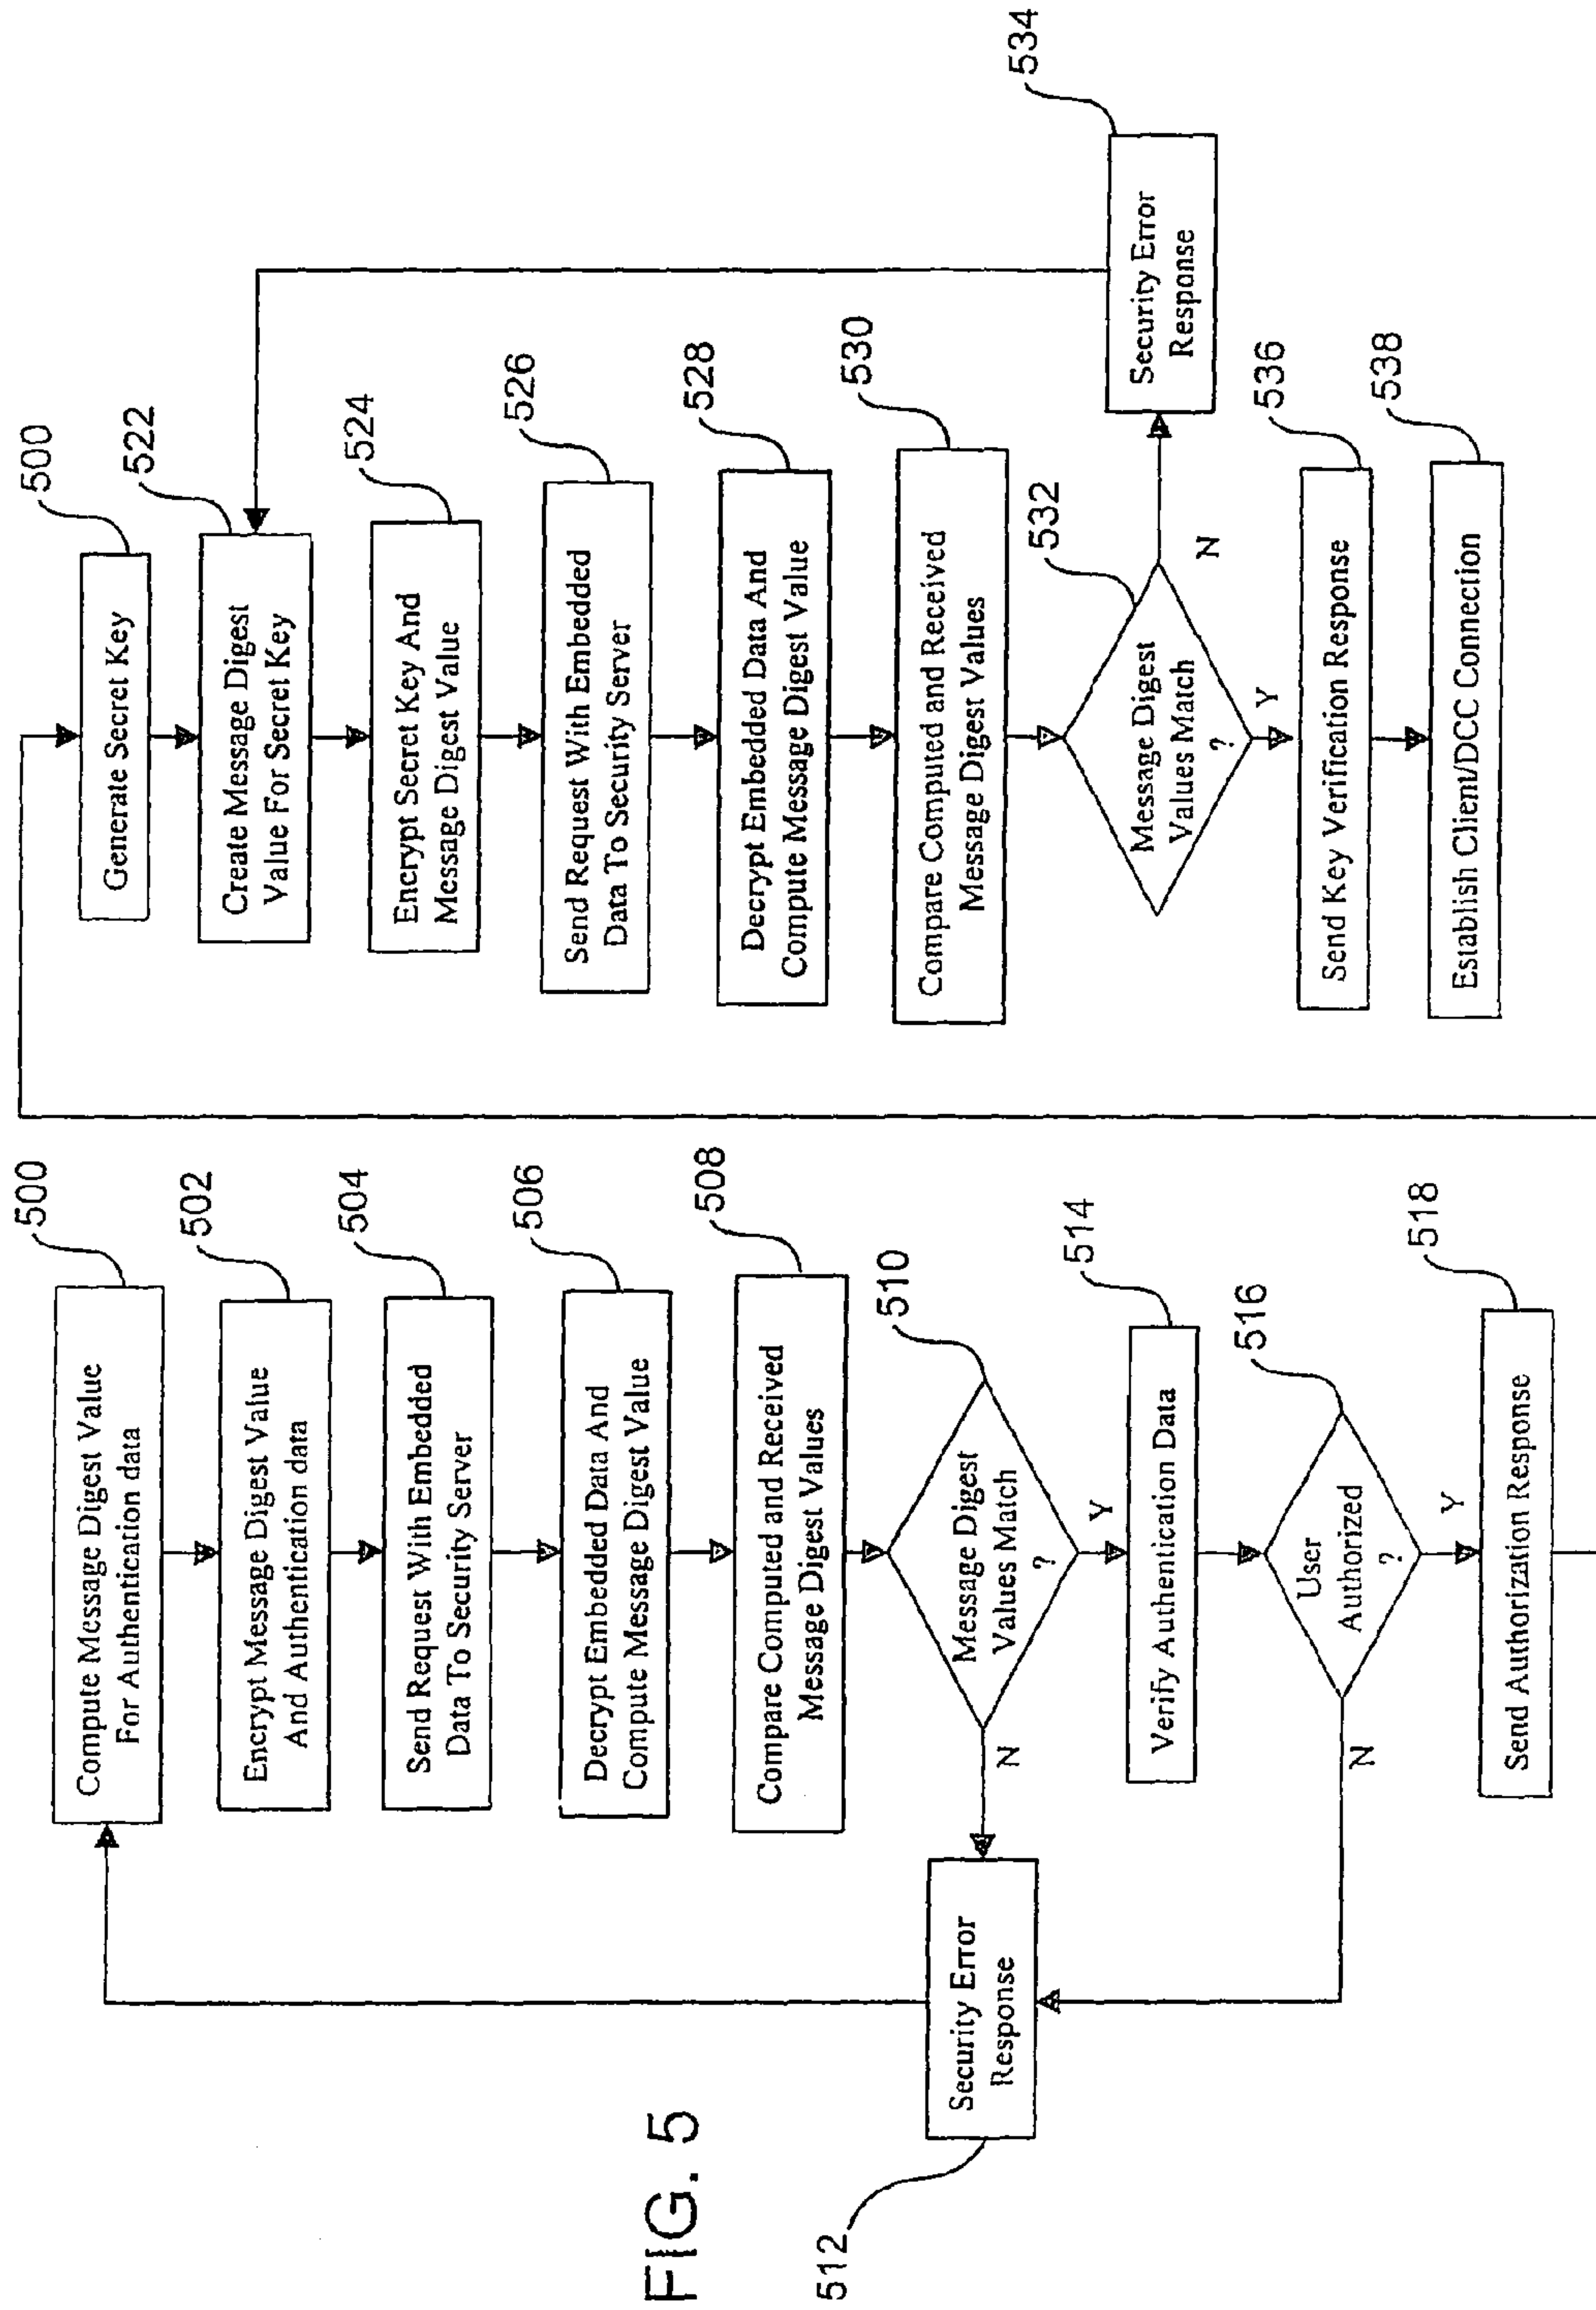 FIG. 5
500
Compute Message Digest Value
For Authentication data
502
Encrypt Message Digest Value
And Authentication data
504
Send Request With Embedded
Data To Security Server
506
Decrypt Embedded Data And
Compute Message Digest Value
508
Compare Computed and Received
Message Digest Values
510
Message Digest
Values Match
?
N
Y
512
Security Error
Response
514
Verify Authentication Data
516
User
Authorized
?
N
Y
518
Send Authorization Response
500
Generate Secret Key
522
Create Message Digest
Value For Secret Key
524
Encrypt Secret Key And
Message Digest Value
526
Send Request With Embedded
Data To Security Server
528
Decrypt Embedded Data And
Compute Message Digest Value
530
Compare Computed and Received
Message Digest Values
532
Message Digest
Values Match
?
N
Y
534
Security Error
Response
536
Send Key Verification Response
538
Establish Client/DCC Connection